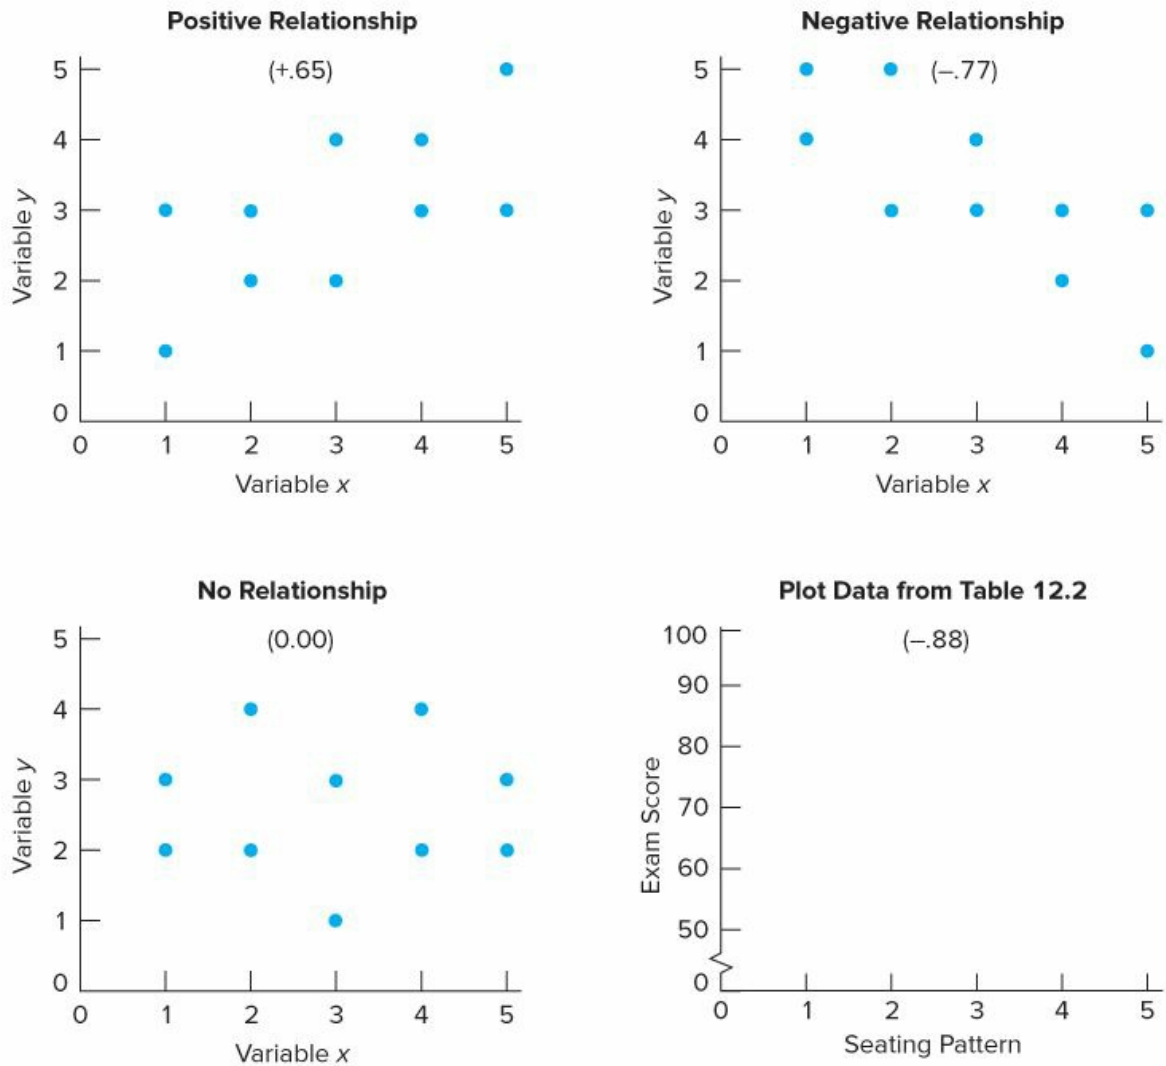 Positive Relationship
(+.65)
5
4
3
2
1
0
Variable y
0 1 2 3 4 5
Variable x
Negative Relationship
(–.77)
5
4
3
2
1
0
Variable y
0 1 2 3 4 5
Variable x
No Relationship
(0.00)
5
4
3
2
1
0
Variable y
0 1 2 3 4 5
Variable x
Plot Data from Table 12.2
(–.88)
100
90
80
70
60
50
0
Exam Score
0 1 2 3 4 5
Seating Pattern